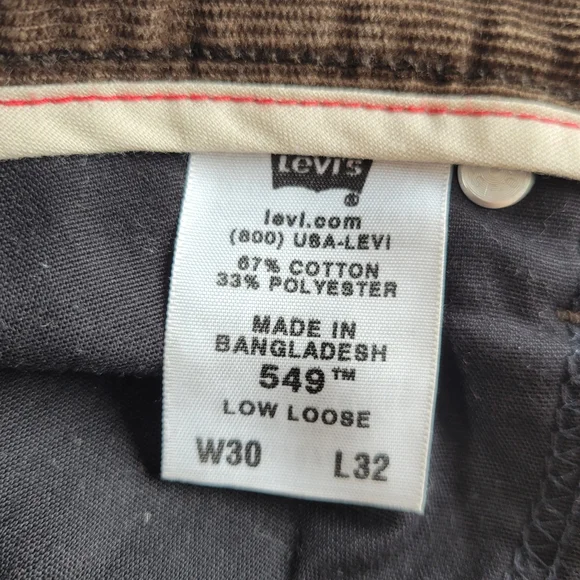 Levi's
®
levi.com
(800) USA-LEVI
67% COTTON
33% POLYESTER
MADE IN
BANGLADESH
549™
LOW LOOSE
W30 L32